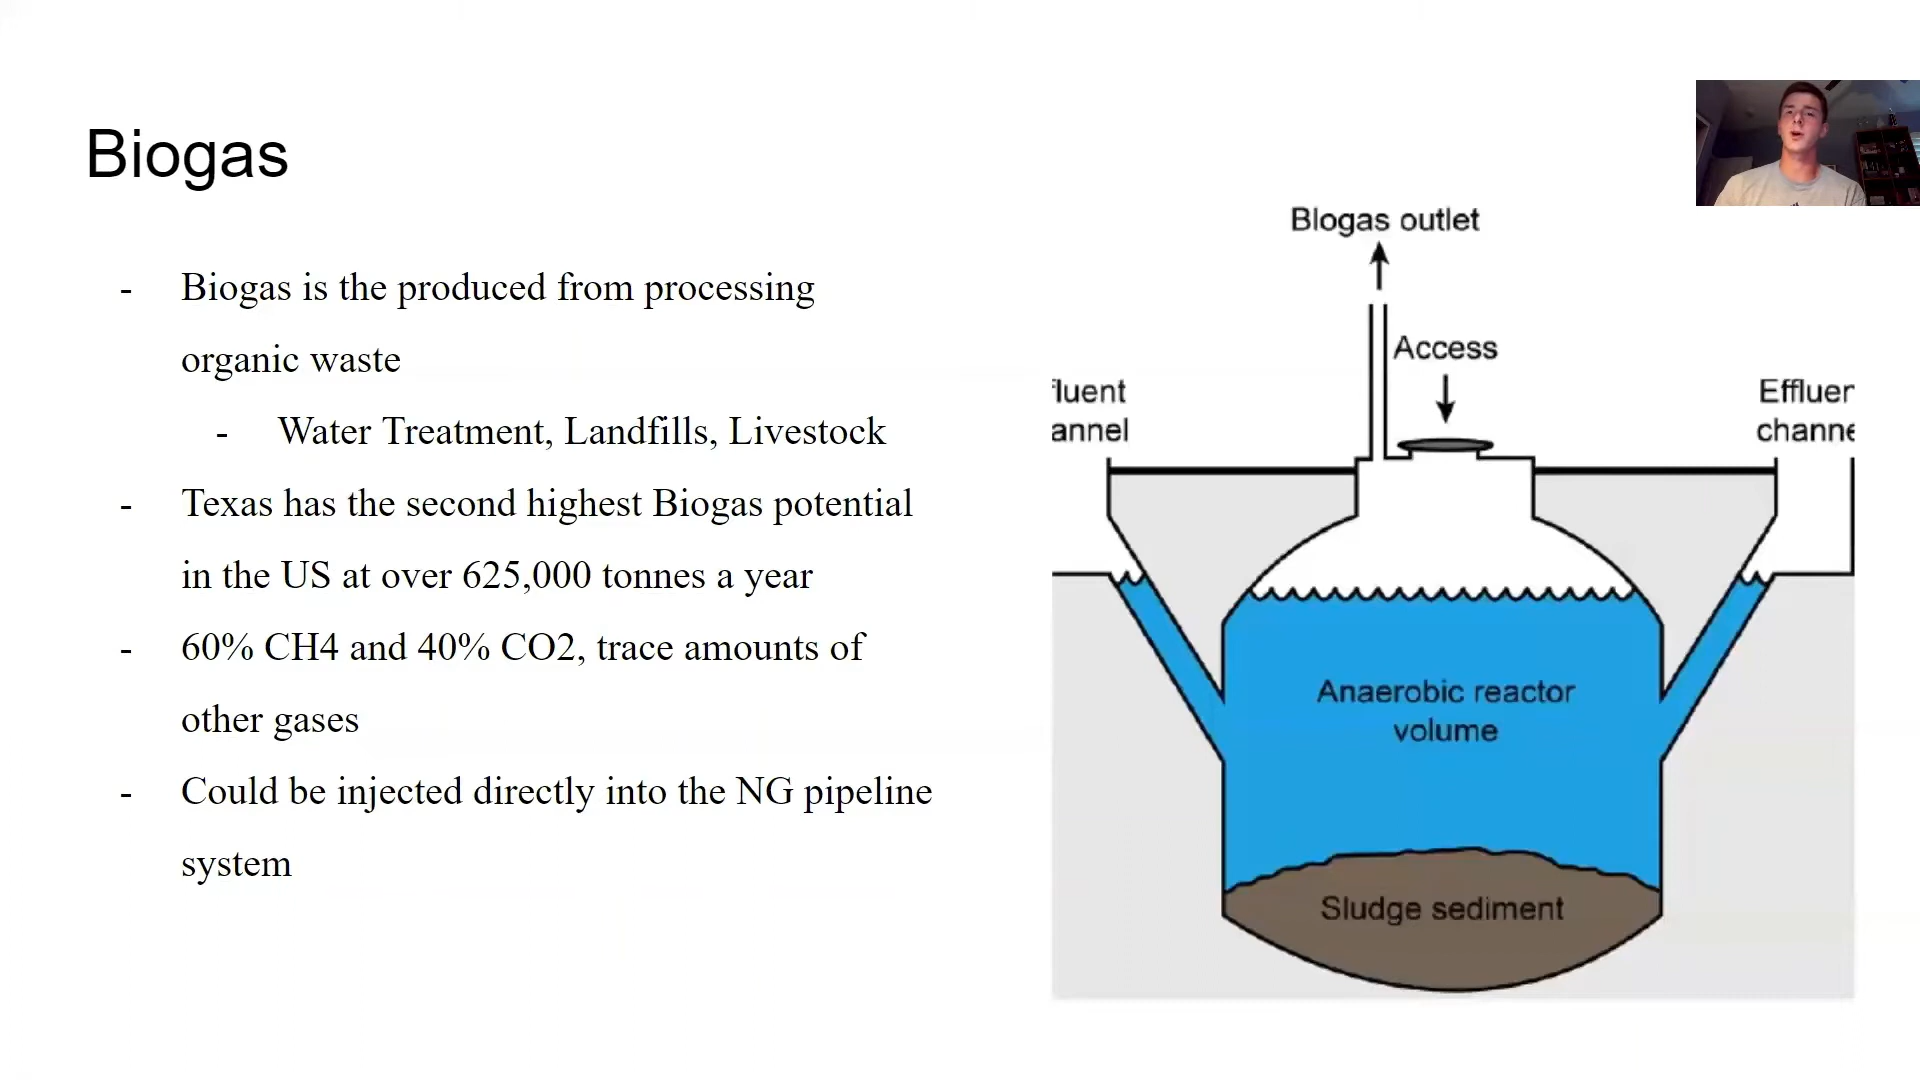 Biogas
- Biogas is the produced from processing
organic waste
- Water Treatment, Landfills, Livestock
- Texas has the second highest Biogas potential
in the US at over 625,000 tonnes a year
- 60% CH4 and 40% CO2, trace amounts of
other gases
- Could be injected directly into the NG pipeline
system
Biogas outlet
Access
fluent
annel
Effluer
channe
Anaerobic reactor
volume
Sludge sediment